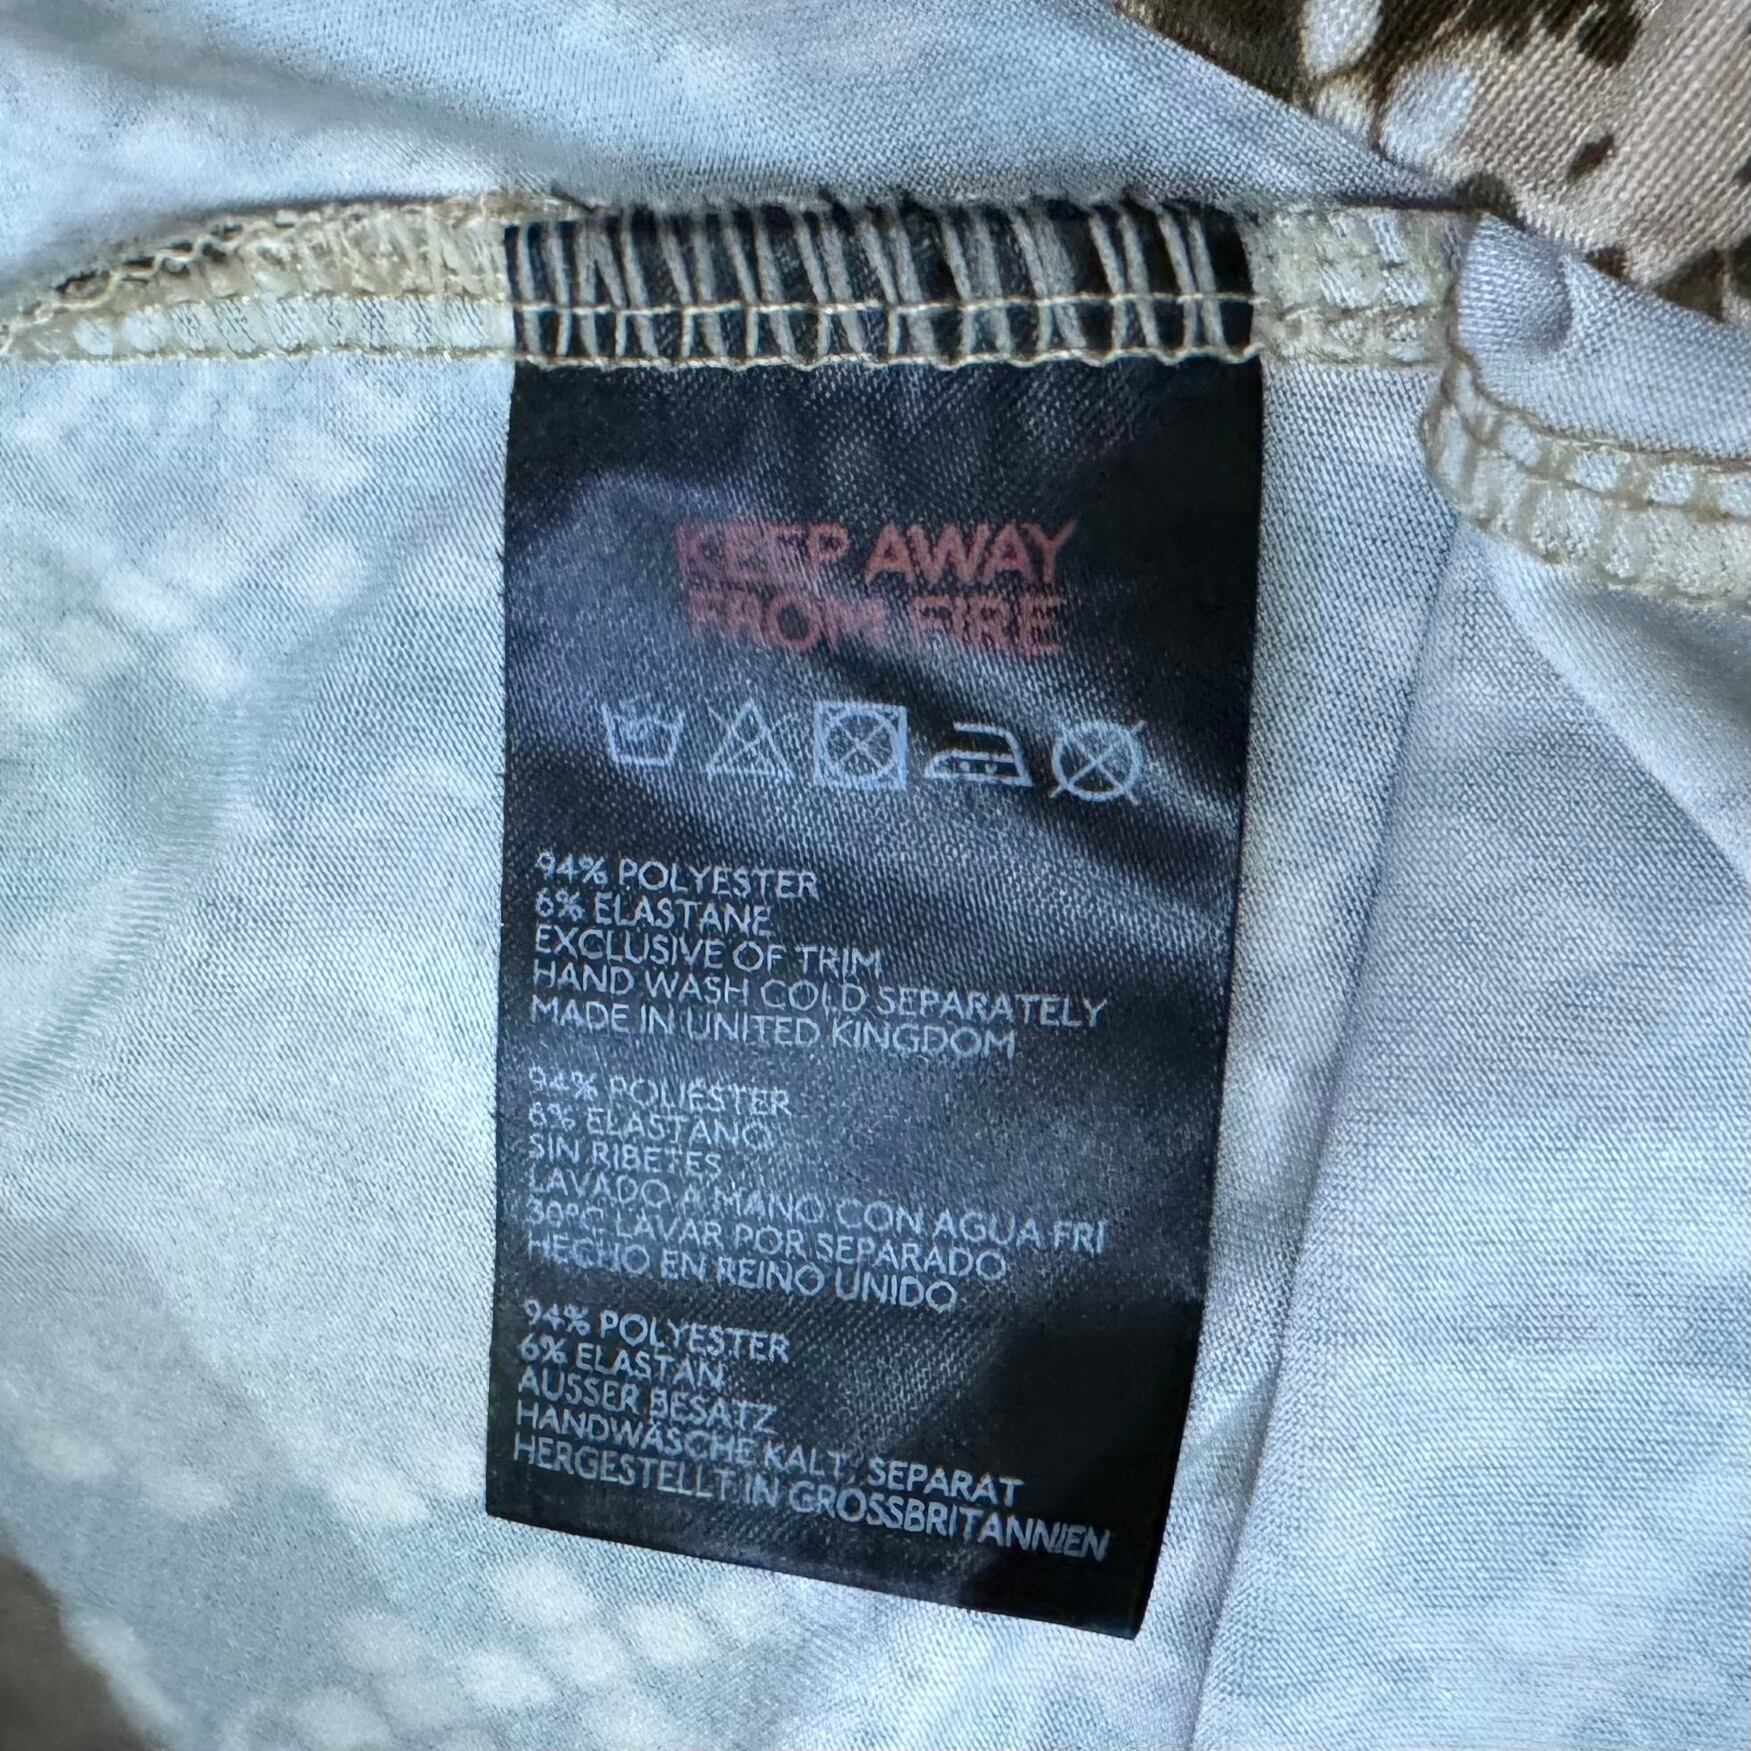 KEEP AWAY
FROM FIRE
94% POLYESTER
6% ELASTANE
EXCLUSIVE OF TRIM
HAND WASH COLD SEPARATELY
MADE IN UNITED KINGDOM
94% POLIÉSTER
6% ELASTANO
SIN RIBETES
LAVADO A MANO CON AGUA FRI
30ºC LAVAR POR SEPARADO
HECHO EN REINO UNIDO
94% POLYESTER
6% ELASTAN
AUSSER BESATZ
HANDWÄSCHE KALT, SEPARAT
HERGESTELLT IN GROSSBRITANNIEN